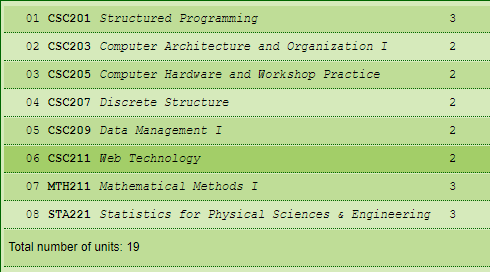 01 CSC201 Structured Programming 3
02 CSC203 Computer Architecture and Organization I 2
03 CSC205 Computer Hardware and Workshop Practice 2
04 CSC207 Discrete Structure 2
05 CSC209 Data Management I 2
06 CSC211 Web Technology 2
07 MTH211 Mathematical Methods I 3
08 STA221 Statistics for Physical Sciences & Engineering 3
Total number of units: 19